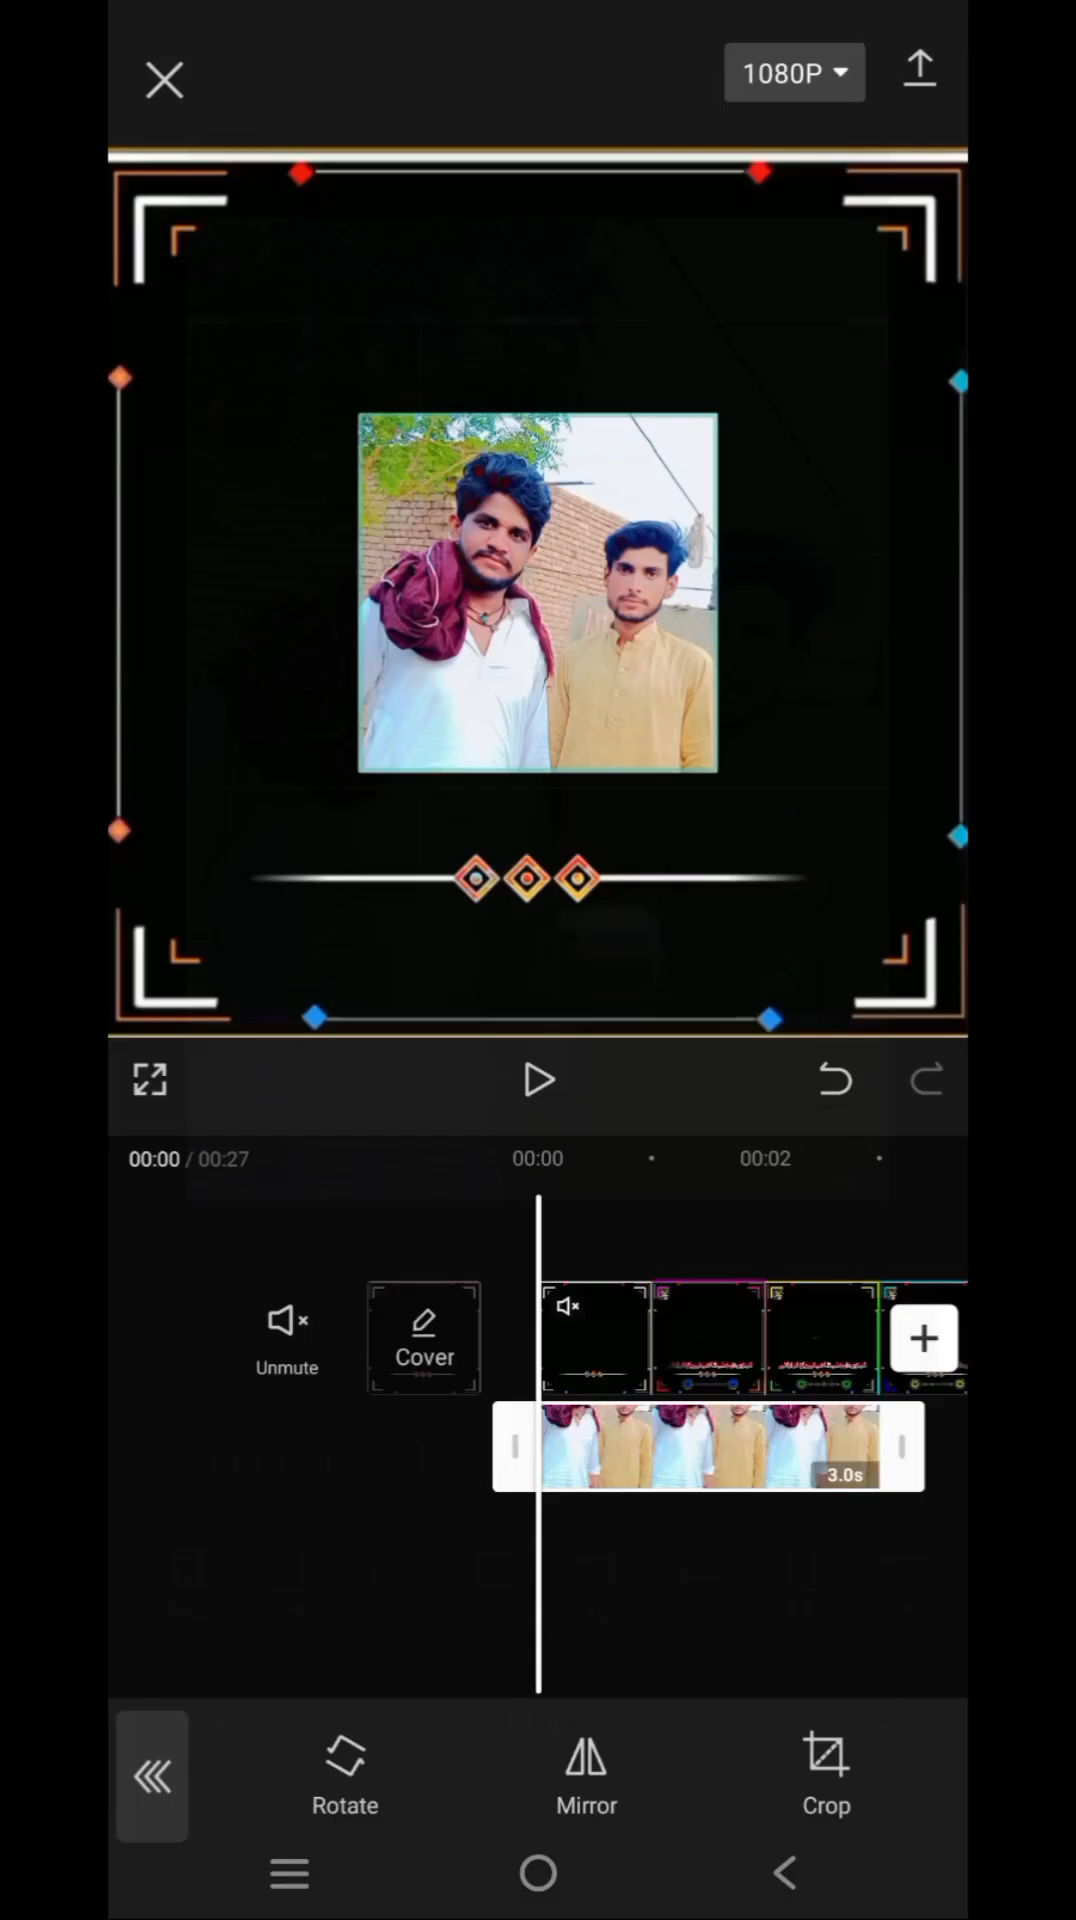 1080P
00:00 / 00:27
00:00
00:02
Unmute
Cover
3.0s
Rotate
Mirror
Crop